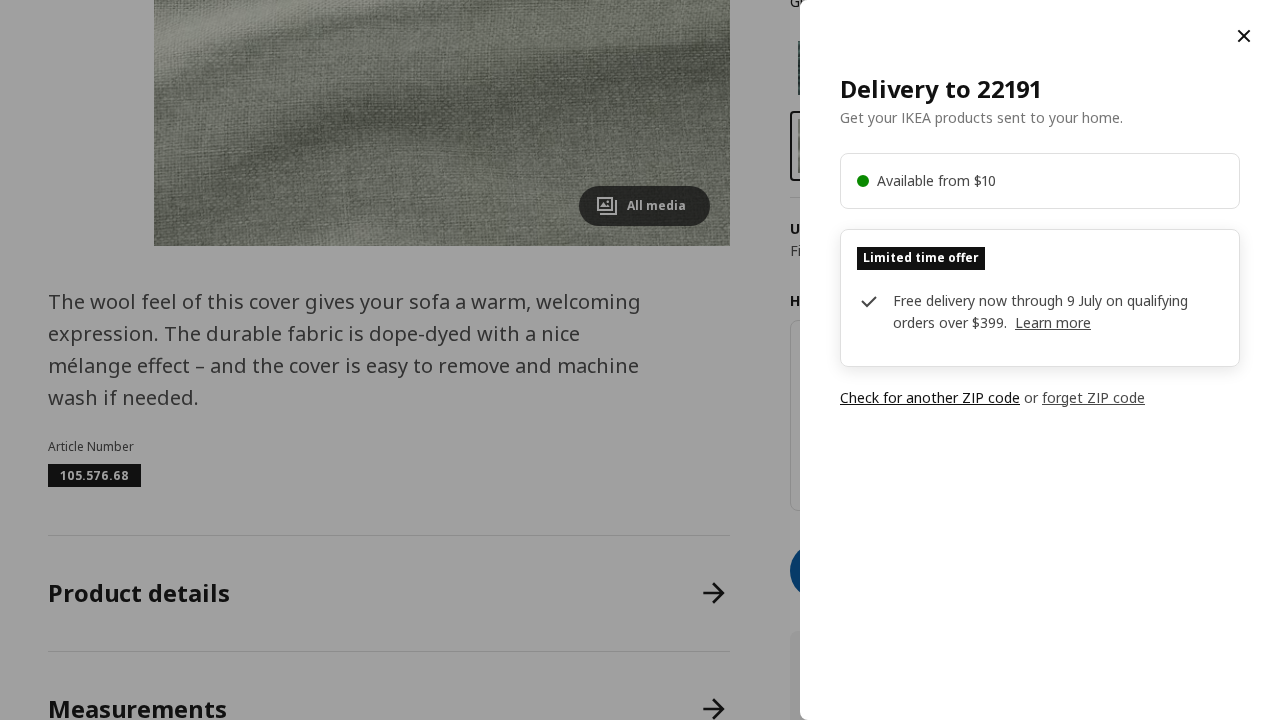 All media
The wool feel of this cover gives your sofa a warm, welcoming
expression. The durable fabric is dope-dyed with a nice
mélange effect – and the cover is easy to remove and machine
wash if needed.
Article Number
105.576.68
Product details
Measurements
Delivery to 22191
Get your IKEA products sent to your home.
Available from $10
Limited time offer
Free delivery now through 9 July on qualifying
orders over $399. Learn more
Check for another ZIP code or forget ZIP code